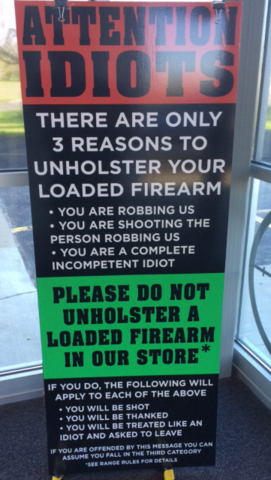 ATTENTION
IDIOTS
THERE ARE ONLY
3 REASONS TO
UNHOLSTER YOUR
LOADED FIREARM
• YOU ARE ROBBING US
• YOU ARE SHOOTING THE
PERSON ROBBING US
• YOU ARE A COMPLETE
INCOMPETENT IDIOT
PLEASE DO NOT
UNHOLSTER A
LOADED FIREARM
IN OUR STORE*
IF YOU DO, THE FOLLOWING WILL
APPLY TO EACH OF THE ABOVE
• YOU WILL BE SHOT
• YOU WILL BE THANKED
• YOU WILL BE TREATED LIKE AN
IDIOT AND ASKED TO LEAVE
IF YOU ARE OFFENDED BY THIS MESSAGE YOU CAN
ASSUME YOU FALL IN THE THIRD CATEGORY
*SEE RANGE RULES FOR DETAILS